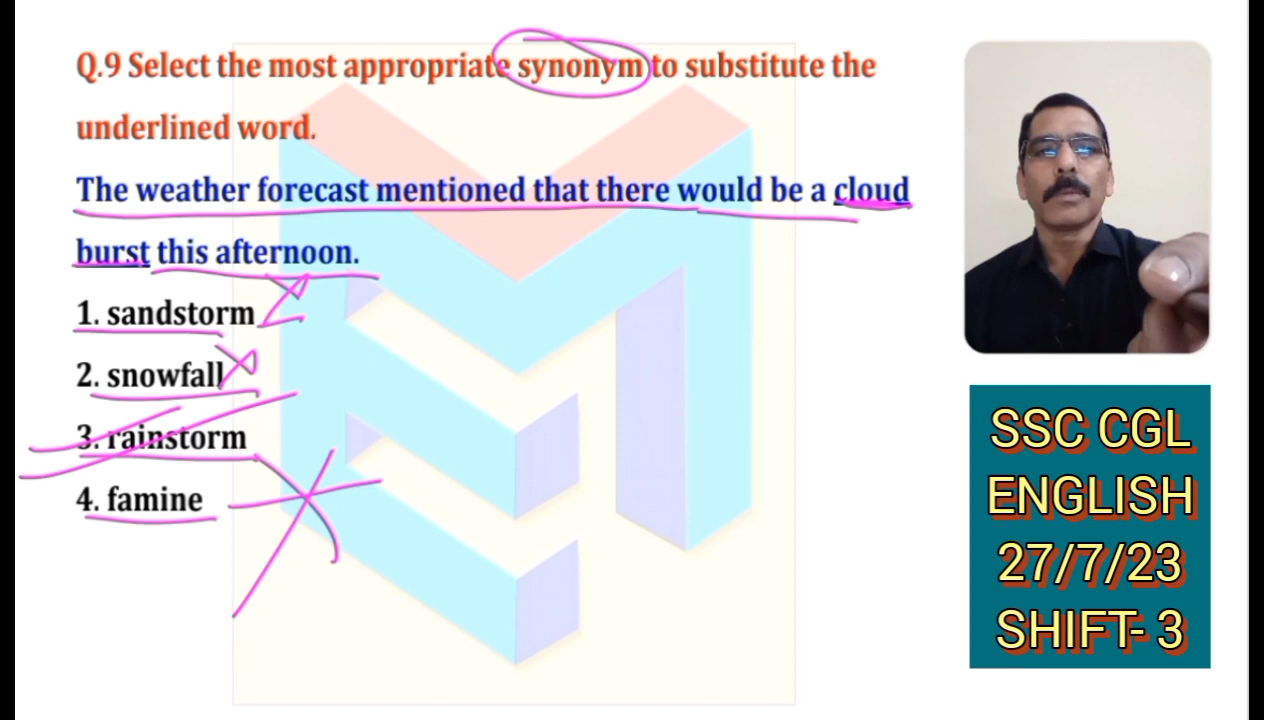 Q.9 Select the most appropriate synonym to substitute the
underlined word.
The weather forecast mentioned that there would be a cloud
burst this afternoon.
1. sandstorm
2. snowfall
3. rainstorm
4. famine
SSC CGL
ENGLISH
27/7/23
SHIFT- 3